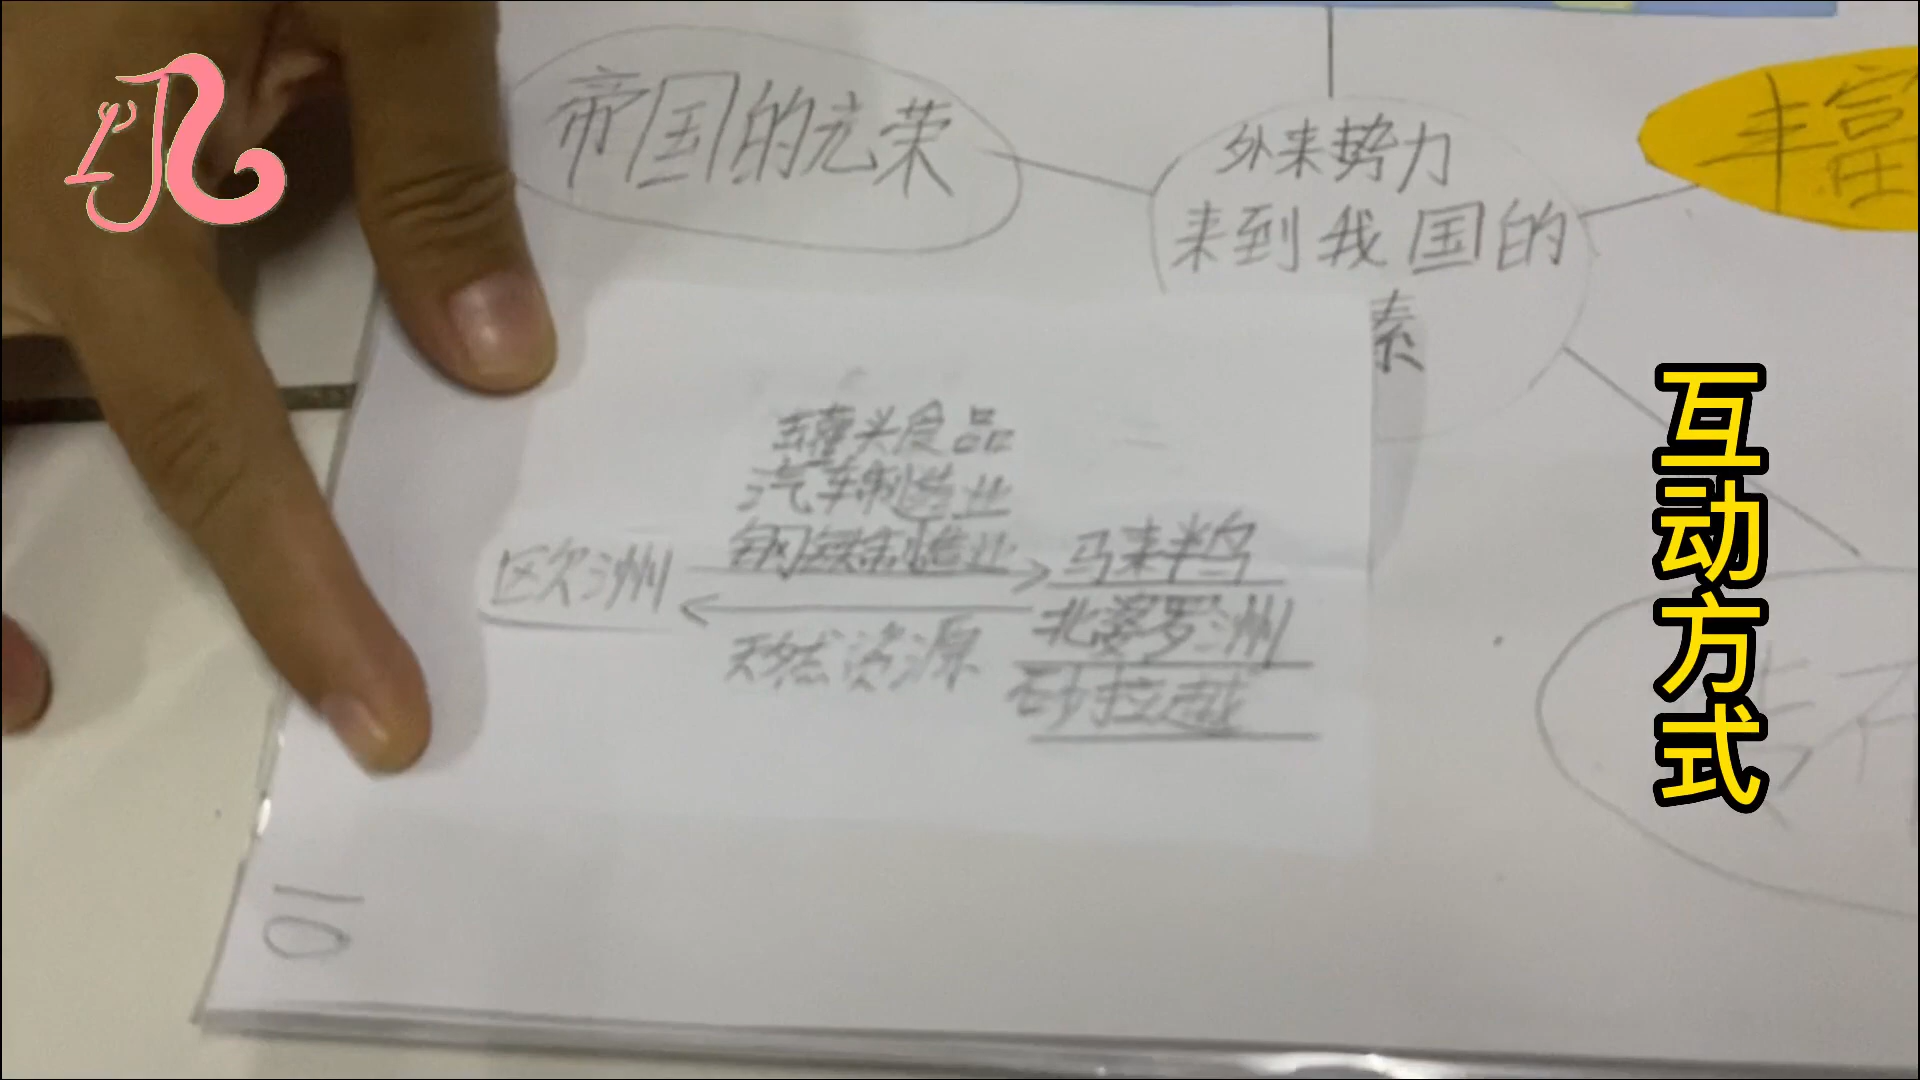 帝国的光荣
外来势力
来到我国的
素
丰富
罐头食品
汽车制造业
钢铁制造业
欧洲
马来半岛
北婆罗洲
砂拉越
天然资源
互动方式
10